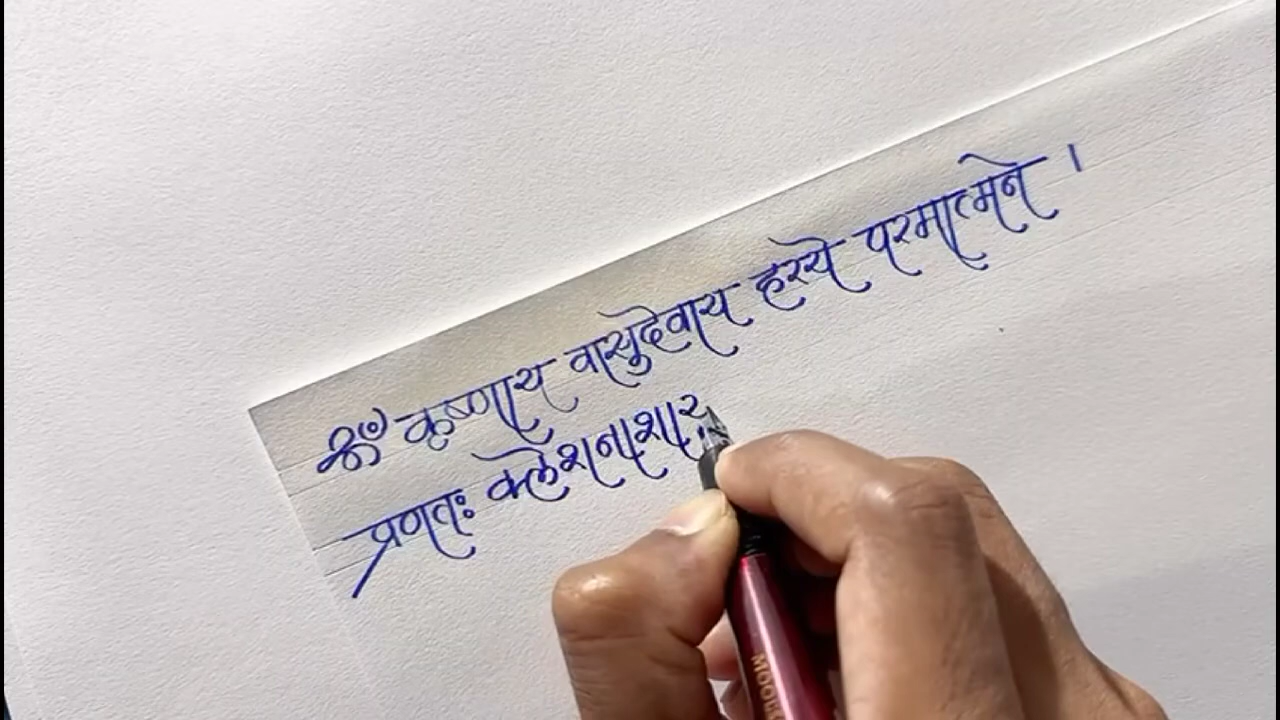 ॐ कृष्णाय वासुदेवाय हरये परमात्मने ।
प्रणतः क्लेशनाशा